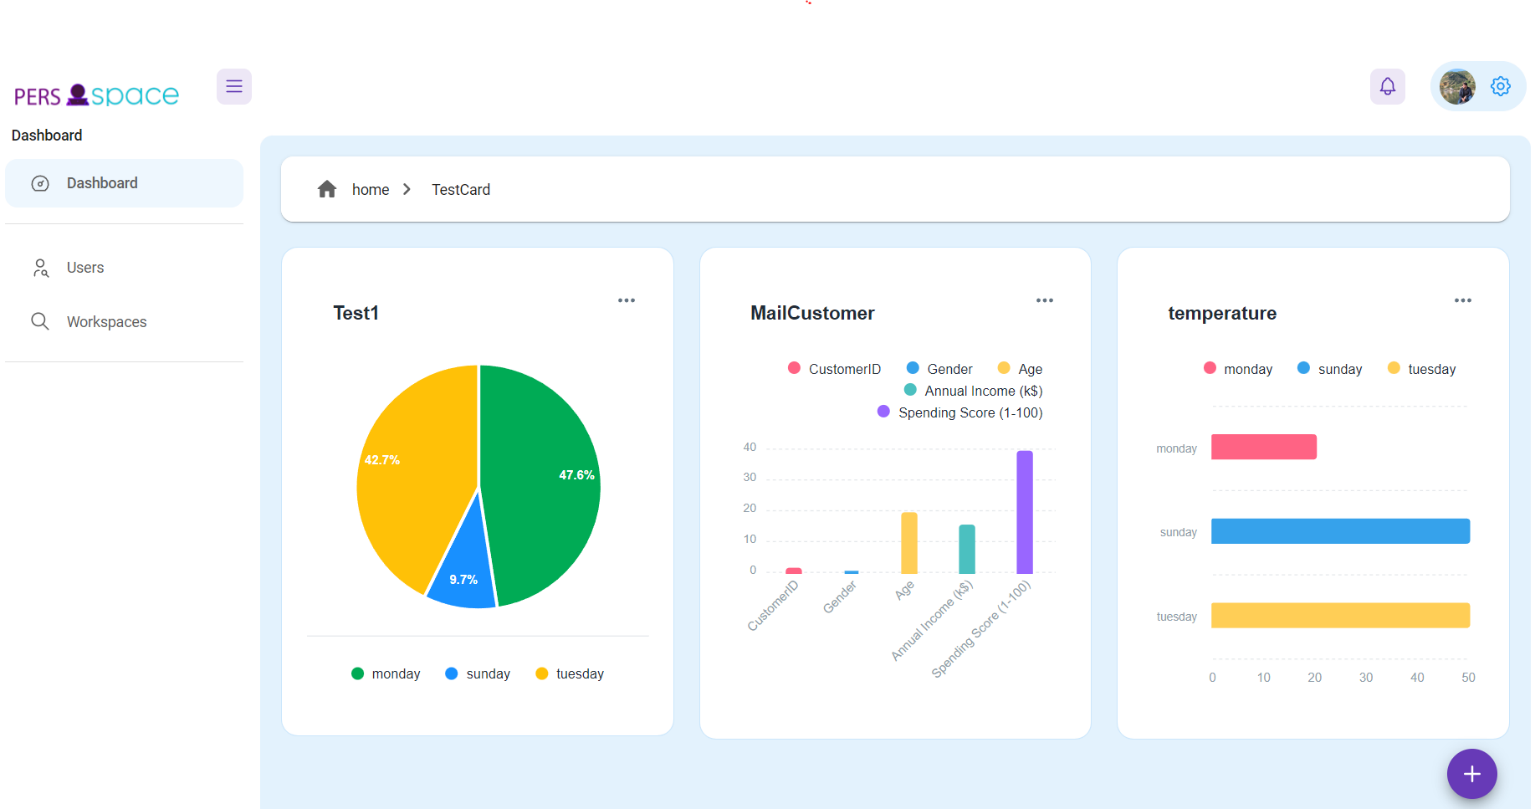 PERS space
Dashboard
Dashboard
Users
Workspaces
home
TestCard
Test1
42.7%
47.6%
9.7%
monday sunday tuesday
MailCustomer
CustomerID Gender Age
Annual Income (k$)
Spending Score (1-100)
40
30
20
10
0
CustomerID
Gender
Age
Annual Income (k$)
Spending Score (1-100)
temperature
monday sunday tuesday
monday
sunday
tuesday
0 10 20 30 40 50